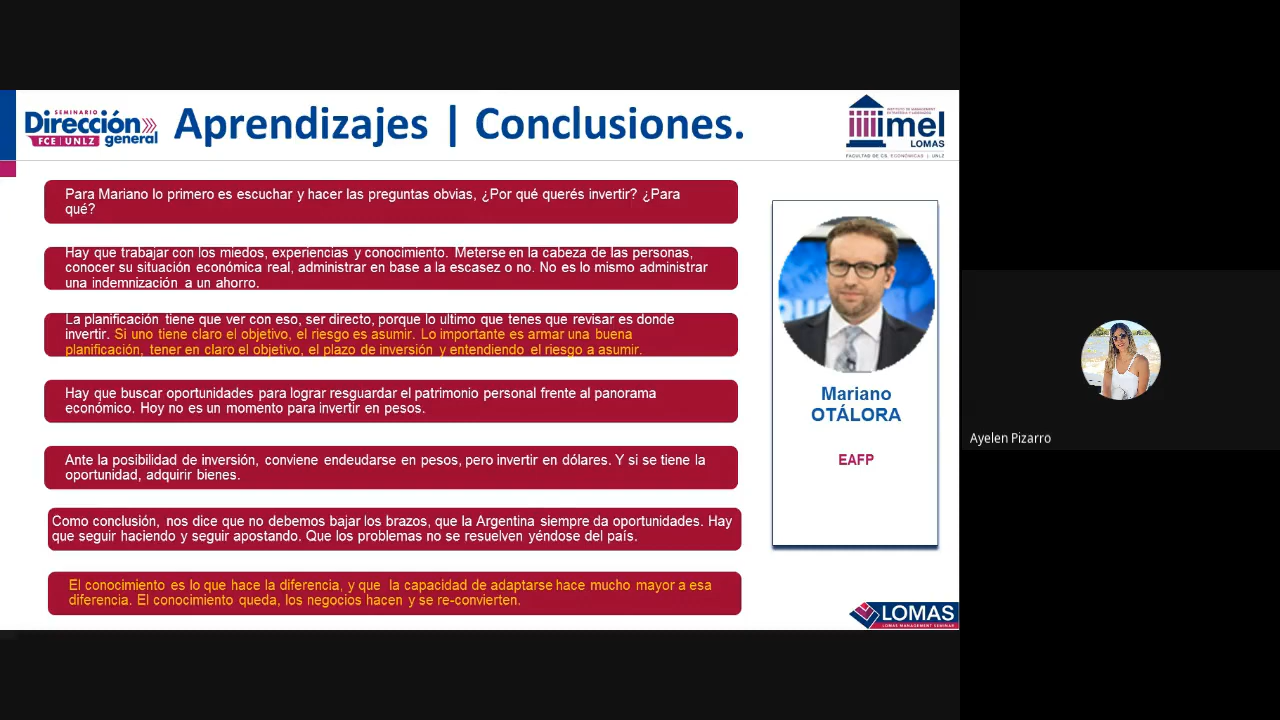 SEMINARIO
Dirección
general
FCE | UNLZ
Aprendizajes | Conclusiones.
imel
LOMAS
FACULTAD DE CS. ECONÓMICAS | UNLZ
Para Mariano lo primero es escuchar y hacer las preguntas obvias, ¿Por qué querés invertir? ¿Para
qué?
Hay que trabajar con los miedos, experiencias y conocimiento. Meterse en la cabeza de las personas,
conocer su situación económica real, administrar en base a la escasez o no. No es lo mismo administrar
una indemnización a un ahorro.
La planificación tiene que ver con eso, ser directo, porque lo ultimo que tenes que revisar es donde
invertir. Si uno tiene claro el objetivo, el riesgo es asumir. Lo importante es armar una buena
planificación, tener en claro el objetivo, el plazo de inversión y entendiendo el riesgo a asumir.
Hay que buscar oportunidades para lograr resguardar el patrimonio personal frente al panorama
económico. Hoy no es un momento para invertir en pesos.
Ante la posibilidad de inversión, conviene endeudarse en pesos, pero invertir en dólares. Y si se tiene la
oportunidad, adquirir bienes.
Como conclusión, nos dice que no debemos bajar los brazos, que la Argentina siempre da oportunidades. Hay
que seguir haciendo y seguir apostando. Que los problemas no se resuelven yéndose del país.
El conocimiento es lo que hace la diferencia, y que la capacidad de adaptarse hace mucho mayor a esa
diferencia. El conocimiento queda, los negocios hacen y se re-convierten.
Mariano
OTÁLORA
EAFP
LOMAS
LOMAS MANAGEMENT SEMINAR
Ayelen Pizarro